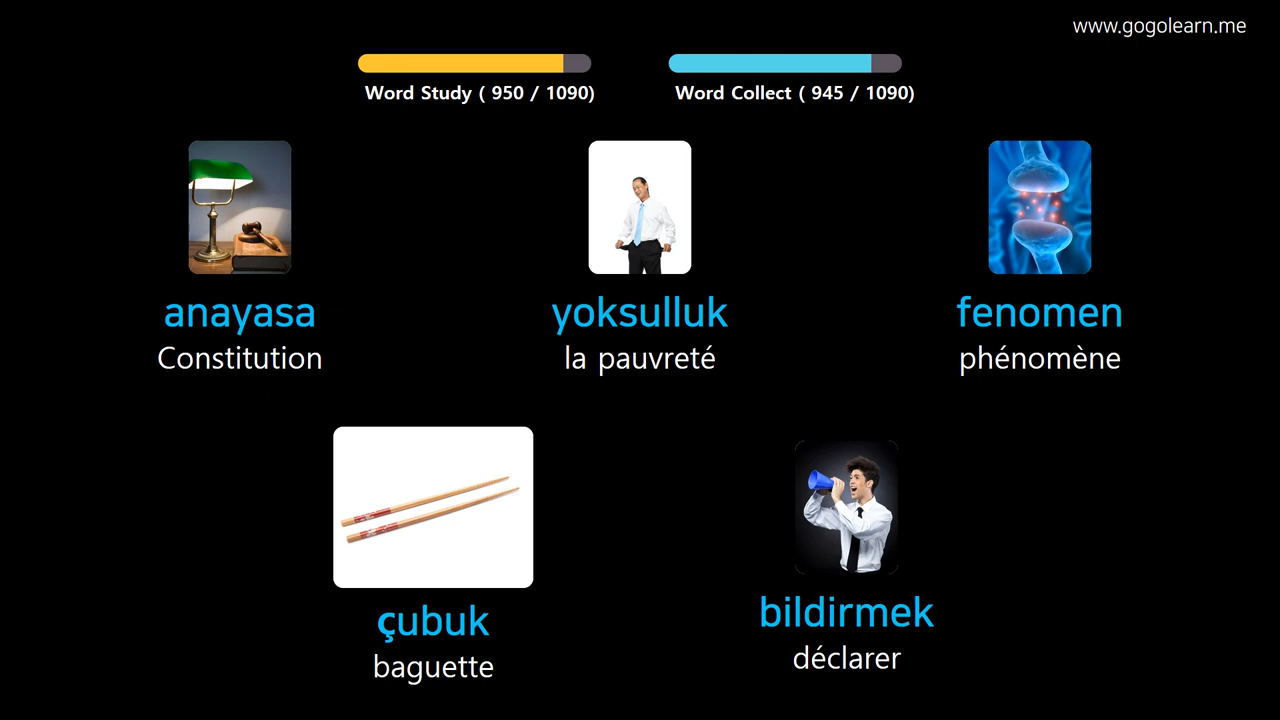 www.gogolearn.me
Word Study ( 950 / 1090)
Word Collect ( 945 / 1090)
anayasa
Constitution
yoksulluk
la pauvreté
fenomen
phénomène
çubuk
baguette
bildirmek
déclarer